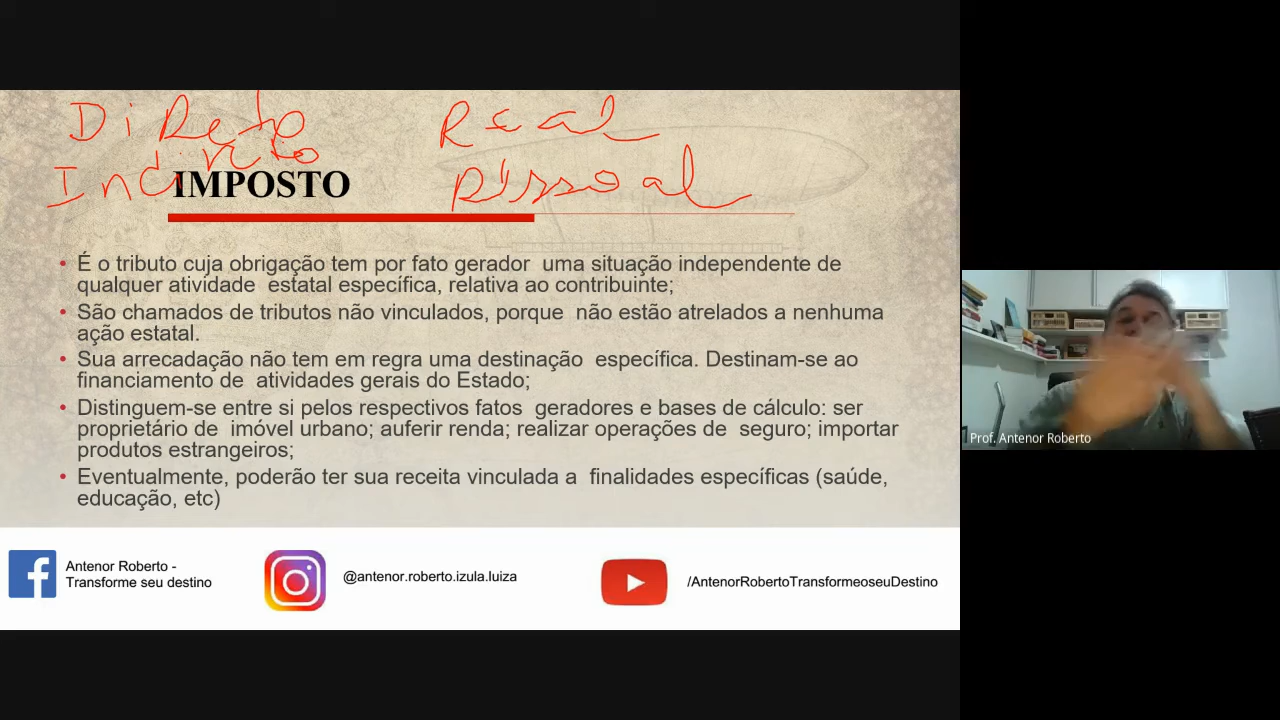 Direto
Real
Indireto
Pessoal
IMPOSTO
• É o tributo cuja obrigação tem por fato gerador uma situação independente de
qualquer atividade estatal específica, relativa ao contribuinte;
• São chamados de tributos não vinculados, porque não estão atrelados a nenhuma
ação estatal.
• Sua arrecadação não tem em regra uma destinação específica. Destinam-se ao
financiamento de atividades gerais do Estado;
• Distinguem-se entre si pelos respectivos fatos geradores e bases de cálculo: ser
proprietário de imóvel urbano; auferir renda; realizar operações de seguro; importar
produtos estrangeiros;
• Eventualmente, poderão ter sua receita vinculada a finalidades específicas (saúde,
educação, etc)
Antenor Roberto -
Transforme seu destino
@antenor.roberto.izula.luiza
/AntenorRobertoTransformeoseuDestino
Prof. Antenor Roberto